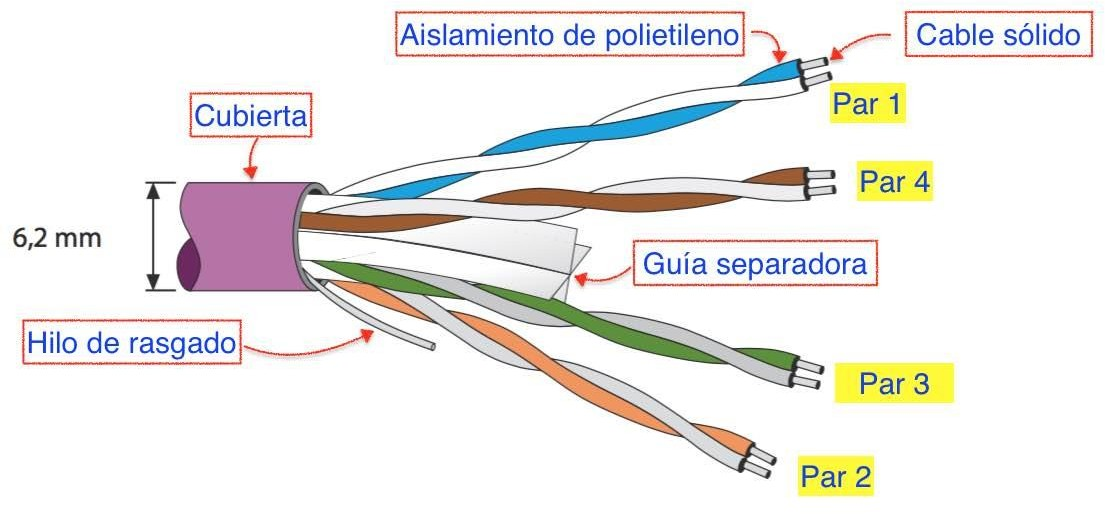 Aislamiento de polietileno
Cable sólido
Par 1
Cubierta
Par 4
6,2 mm
Guía separadora
Hilo de rasgado
Par 3
Par 2